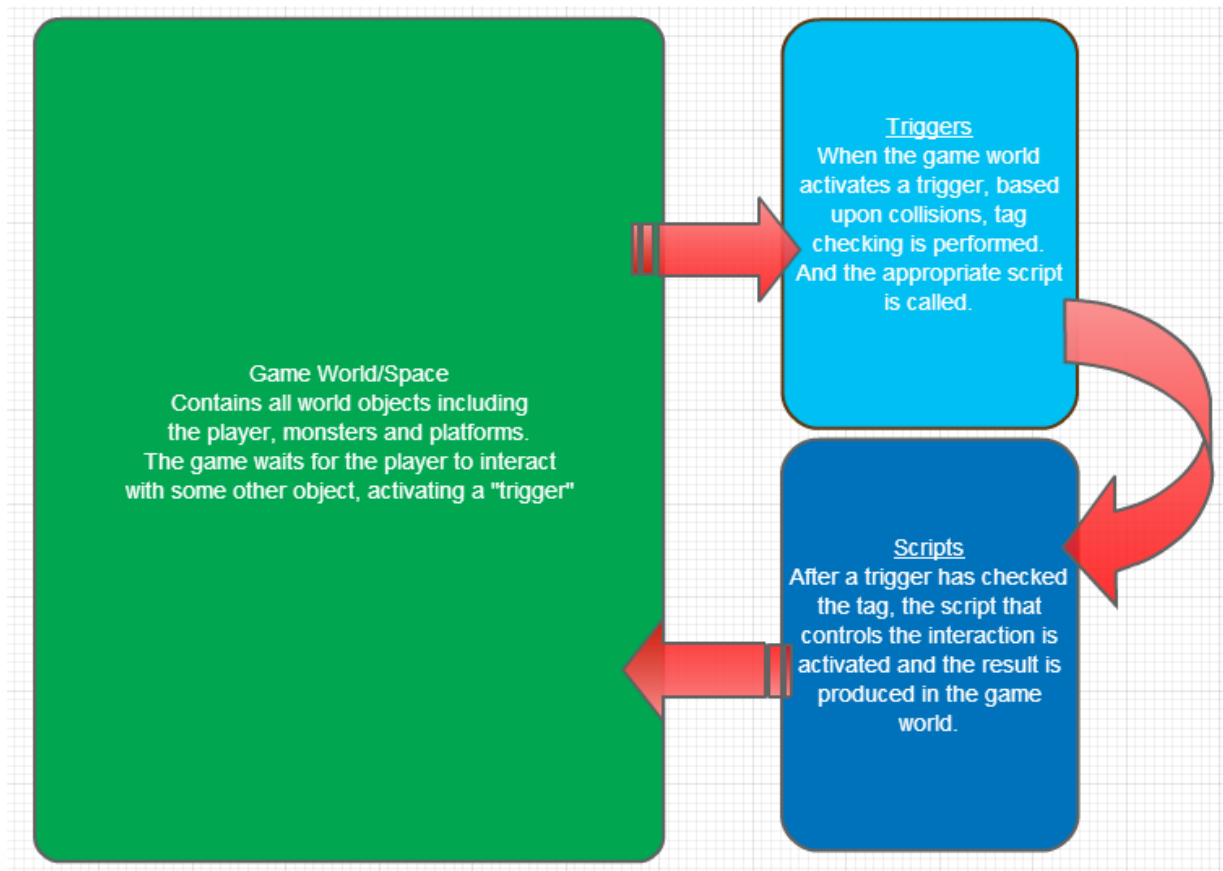 Game World/Space
Contains all world objects including
the player, monsters and platforms.
The game waits for the player to interact
with some other object, activating a "trigger"
Triggers
When the game world
activates a trigger, based
upon collisions, tag
checking is performed.
And the appropriate script
is called.
Scripts
After a trigger has checked
the tag, the script that
controls the interaction is
activated and the result is
produced in the game
world.